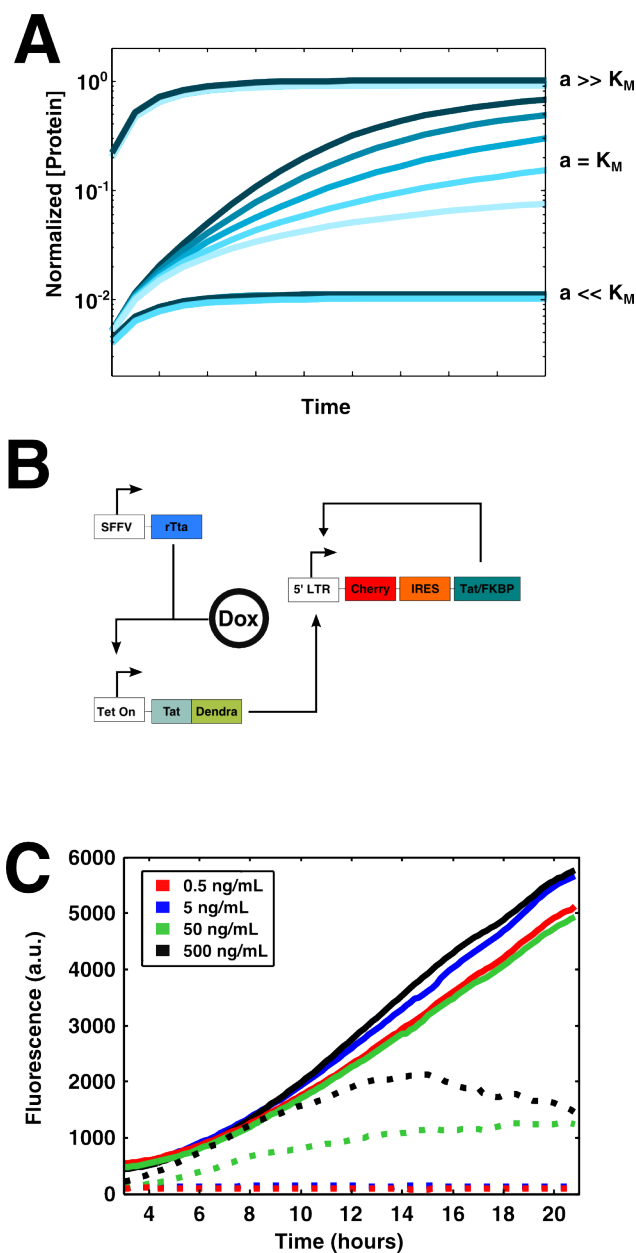 A
Normalized [Protein]
10⁰
10⁻¹
10⁻²
a >> K_M
a = K_M
a << K_M
Time
B
SFFV
rTta
Dox
5' LTR
Cherry
IRES
Tat/FKBP
Tet On
Tat
Dendra
C
Fluorescence (a.u.)
6000
5000
4000
3000
2000
1000
0
0.5 ng/mL
5 ng/mL
50 ng/mL
500 ng/mL
4 6 8 10 12 14 16 18 20
Time (hours)